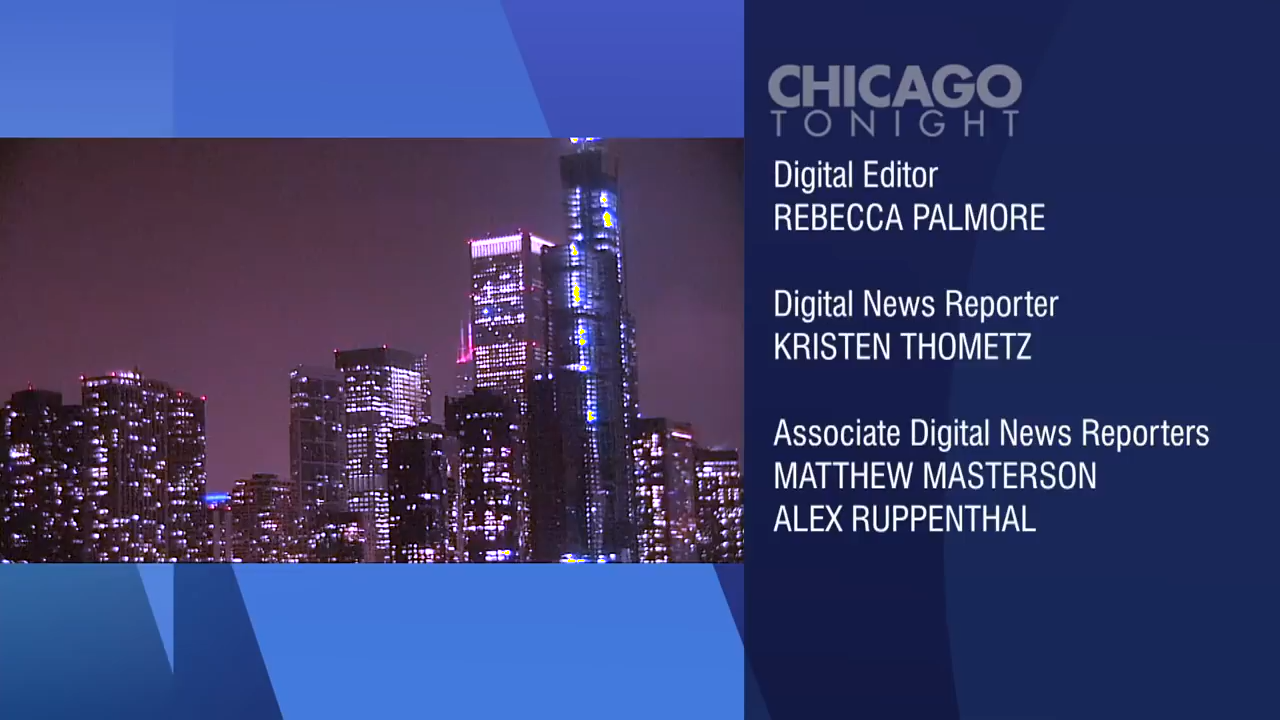 CHICAGO
TONIGHT
Digital Editor
REBECCA PALMORE
Digital News Reporter
KRISTEN THOMETZ
Associate Digital News Reporters
MATTHEW MASTERSON
ALEX RUPPENTHAL